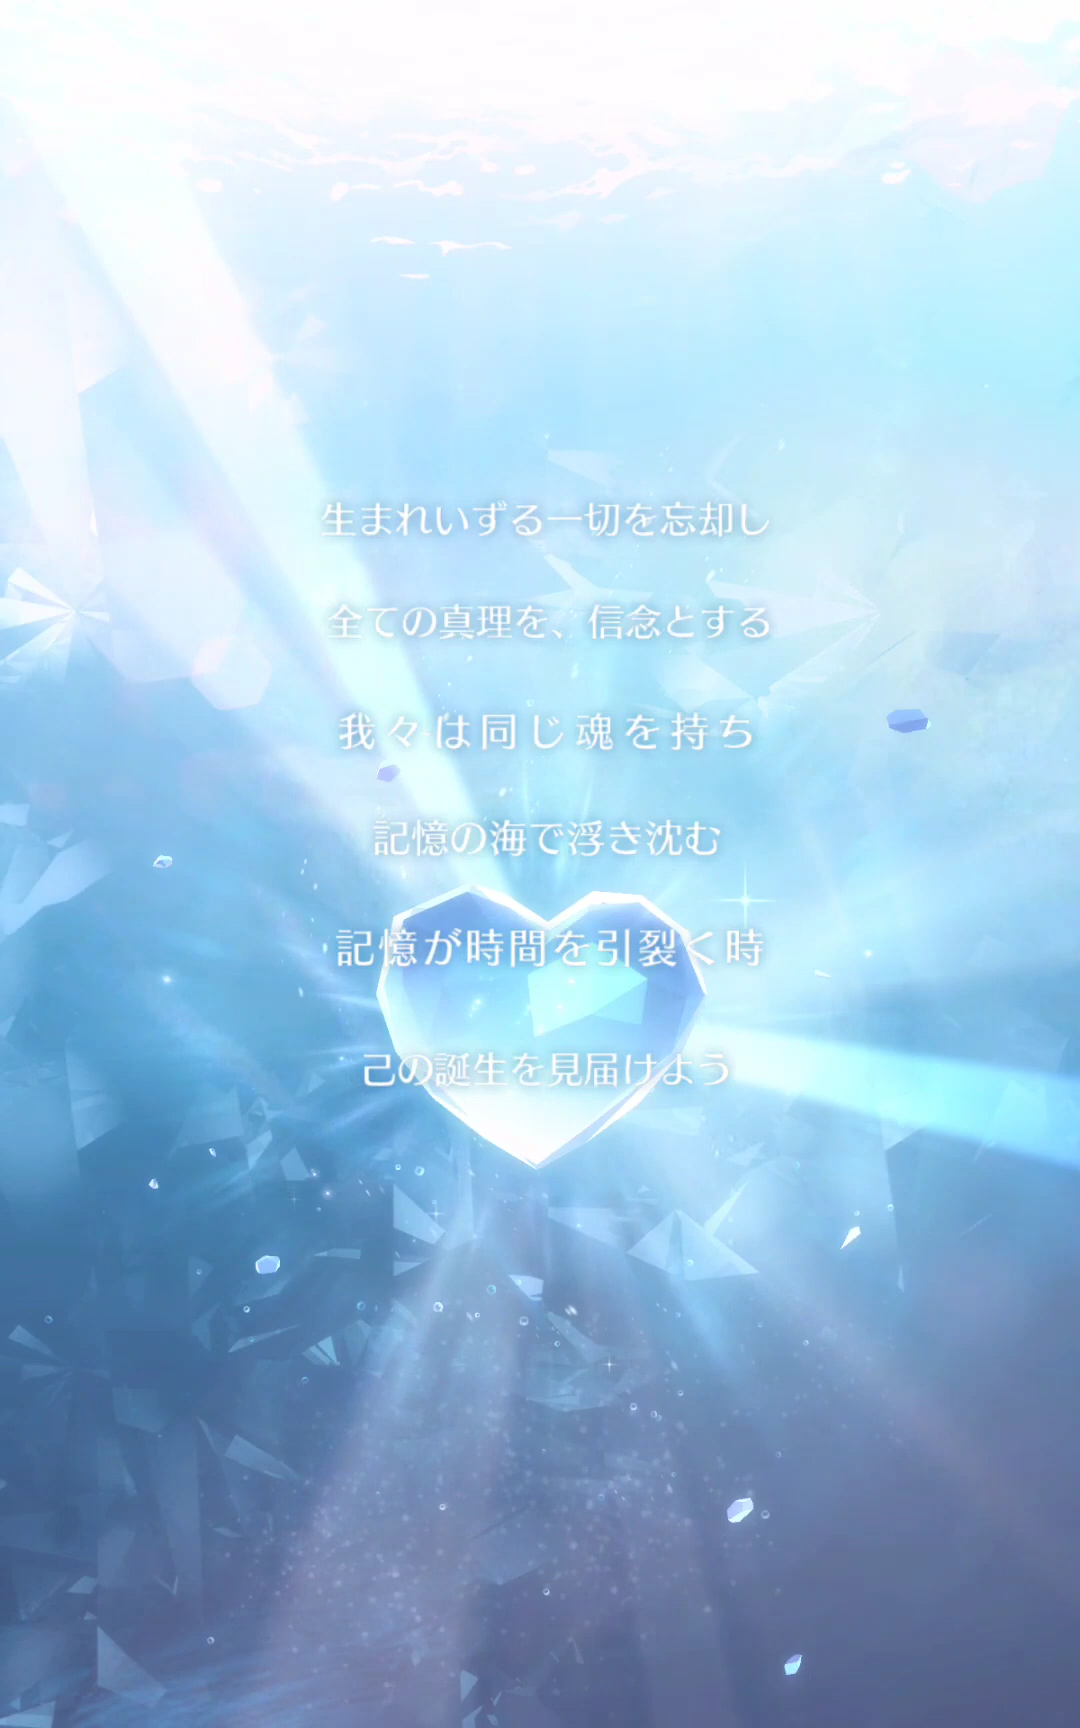 生まれいずる一切を忘却し
全ての真理を、信念とする
我々は同じ魂を持ち
記憶の海で浮き沈む
記憶が時間を引裂く時
己の誕生を見届けよう